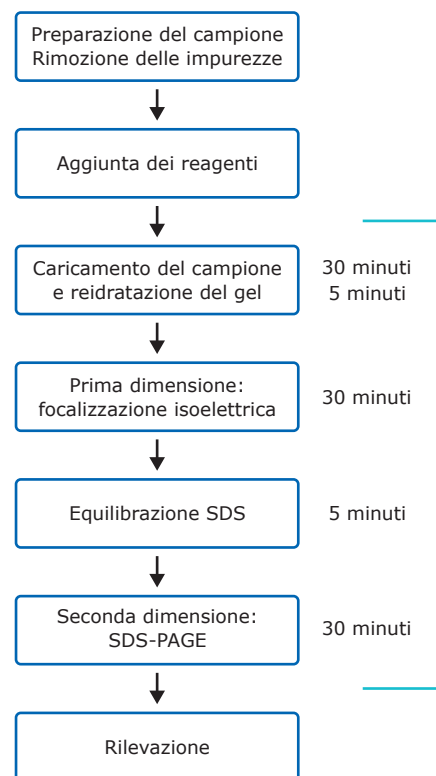 Preparazione del campione
Rimozione delle impurezze
Aggiunta dei reagenti
Caricamento del campione
e reidratazione del gel
30 minuti
5 minuti
Prima dimensione:
focalizzazione isoelettrica
30 minuti
Equilibrazione SDS
5 minuti
Seconda dimensione:
SDS-PAGE
30 minuti
Rilevazione